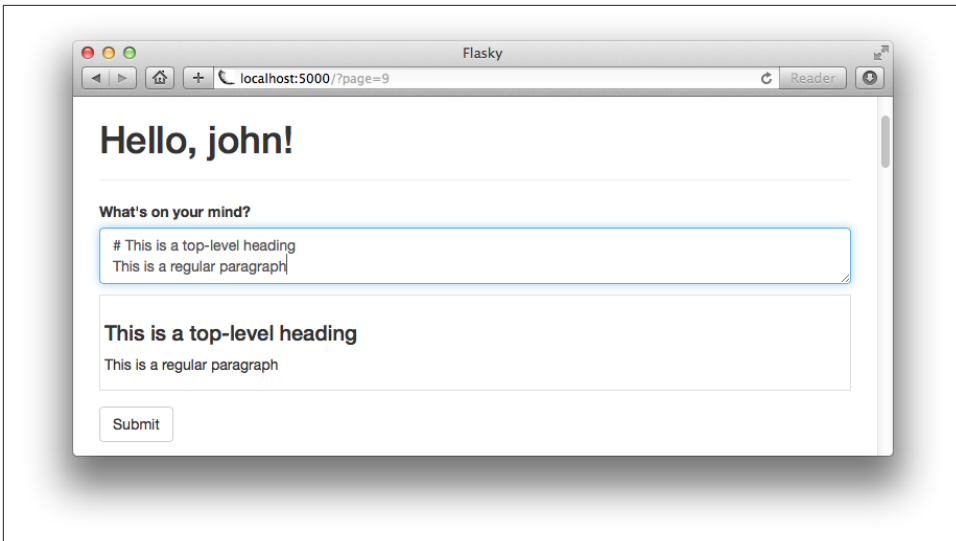 Flasky
localhost:5000/?page=9
Reader
Hello, john!
What's on your mind?
# This is a top-level heading
This is a regular paragraph
This is a top-level heading
This is a regular paragraph
Submit